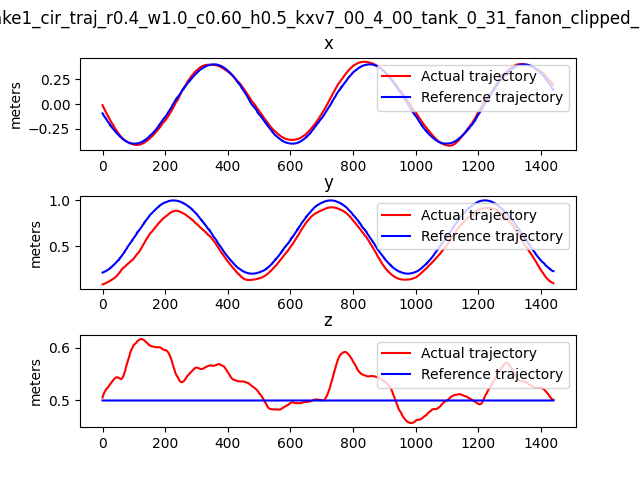 ke1_cir_traj_r0.4_w1.0_c0.60_h0.5_kxv7_00_4_00_tank_0_31_fanon_clipped_
x
0.25
0.00
−0.25
meters
Actual trajectory
Reference trajectory
0 200 400 600 800 1000 1200 1400
y
1.0
0.5
meters
Actual trajectory
Reference trajectory
0 200 400 600 800 1000 1200 1400
z
0.6
0.5
meters
Actual trajectory
Reference trajectory
0 200 400 600 800 1000 1200 1400